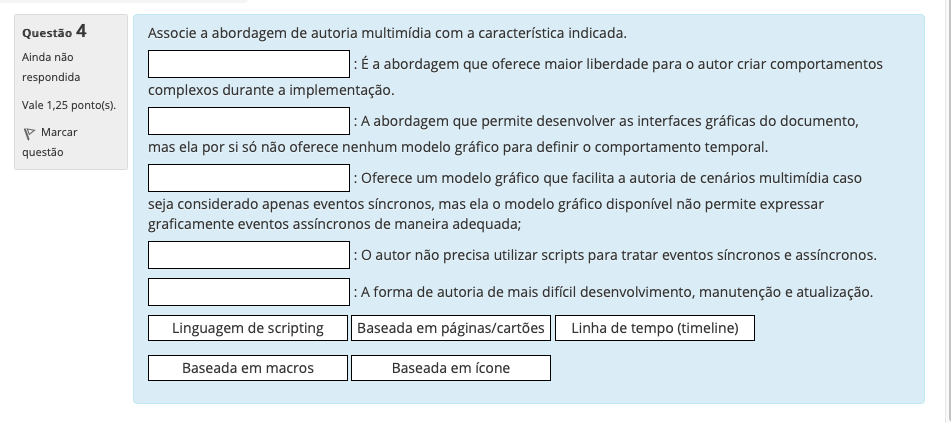 Questão 4
Ainda não
respondida
Vale 1,25 ponto(s).
Marcar
questão
Associe a abordagem de autoria multimídia com a característica indicada.
: É a abordagem que oferece maior liberdade para o autor criar comportamentos
complexos durante a implementação.
: A abordagem que permite desenvolver as interfaces gráficas do documento,
mas ela por si só não oferece nenhum modelo gráfico para definir o comportamento temporal.
: Oferece um modelo gráfico que facilita a autoria de cenários multimídia caso
seja considerado apenas eventos síncronos, mas ela o modelo gráfico disponível não permite expressar
graficamente eventos assíncronos de maneira adequada;
: O autor não precisa utilizar scripts para tratar eventos síncronos e assíncronos.
: A forma de autoria de mais difícil desenvolvimento, manutenção e atualização.
Linguagem de scripting Baseada em páginas/cartões Linha de tempo (timeline)
Baseada em macros Baseada em ícone